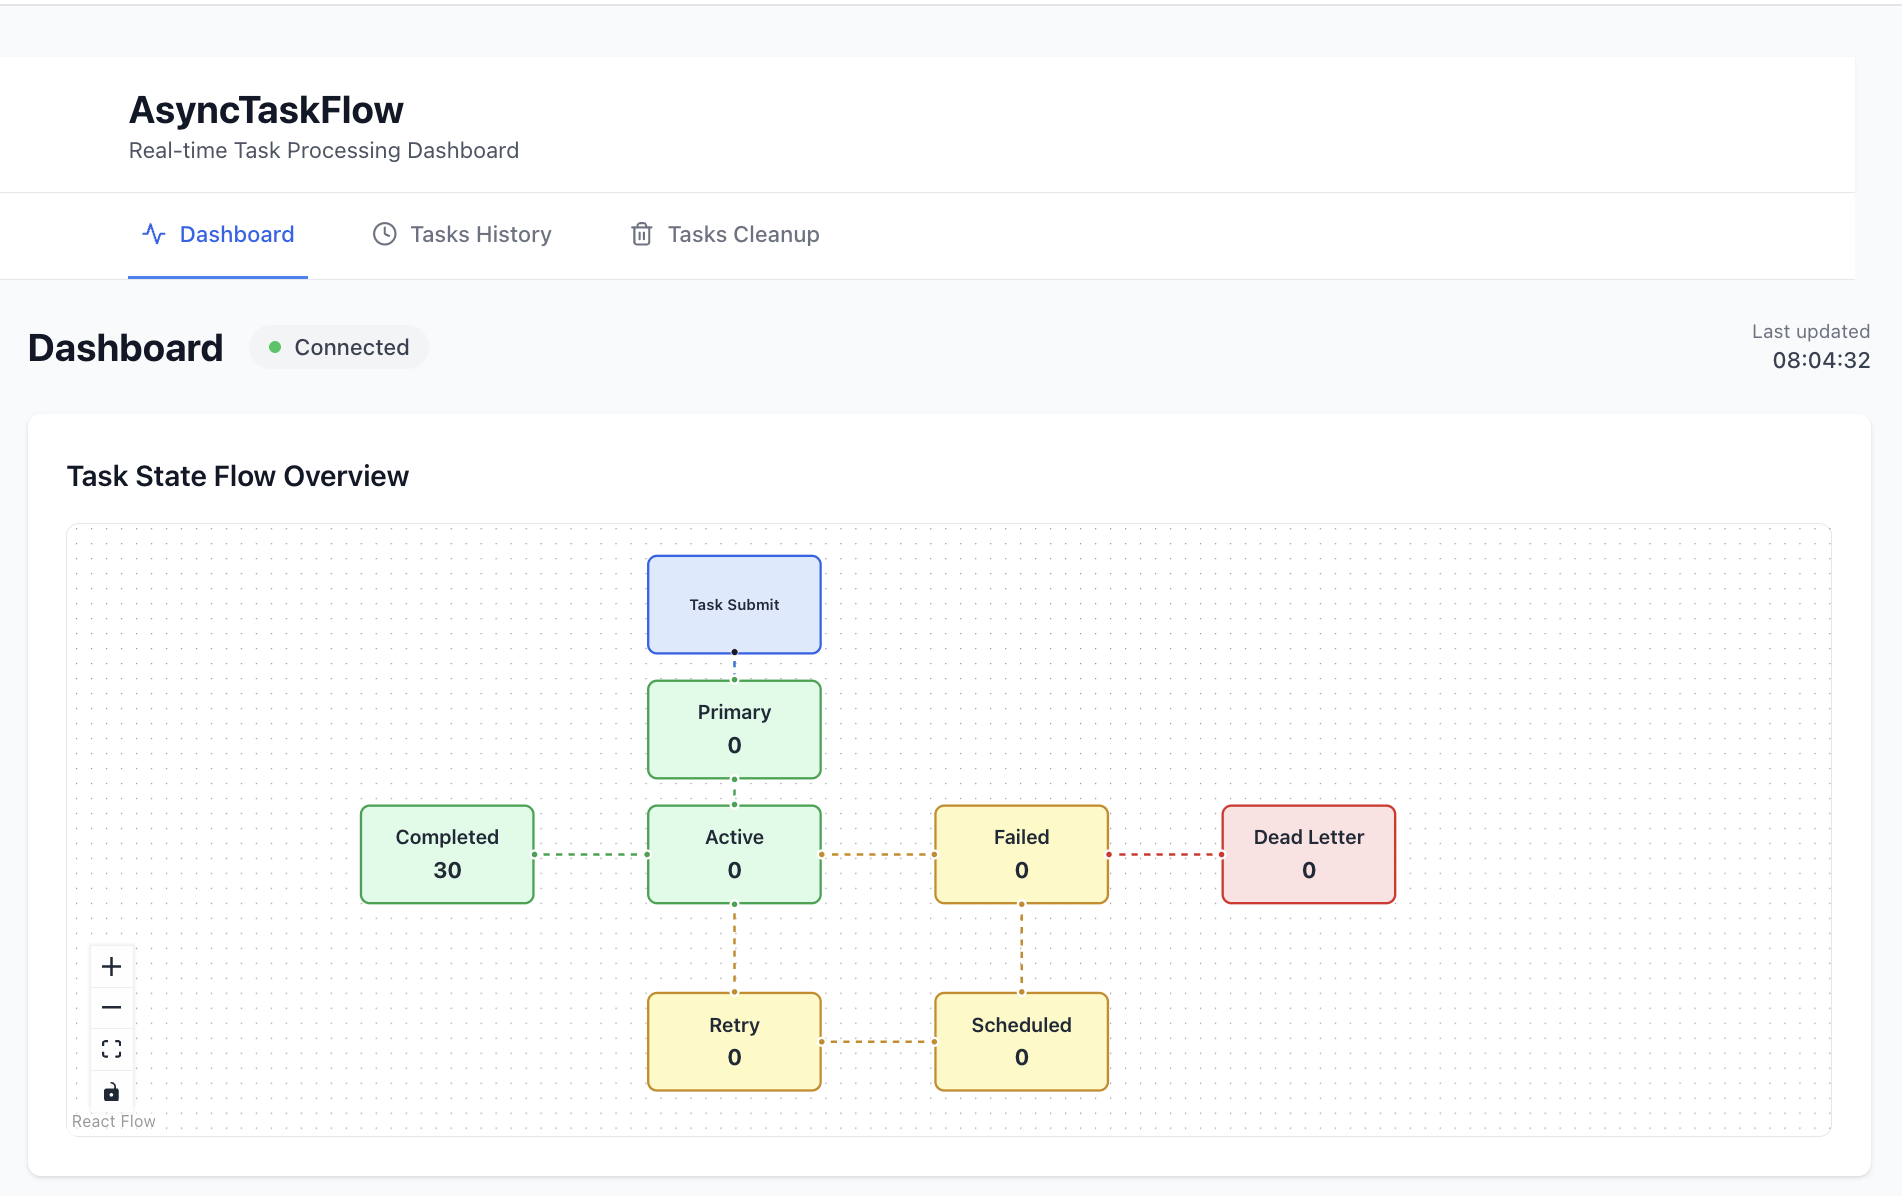 AsyncTaskFlow
Real-time Task Processing Dashboard
Dashboard
Tasks History
Tasks Cleanup
Dashboard
Connected
Last updated
08:04:32
Task State Flow Overview
Task Submit
Primary
0
Completed
30
Active
0
Failed
0
Dead Letter
0
Retry
0
Scheduled
0
React Flow